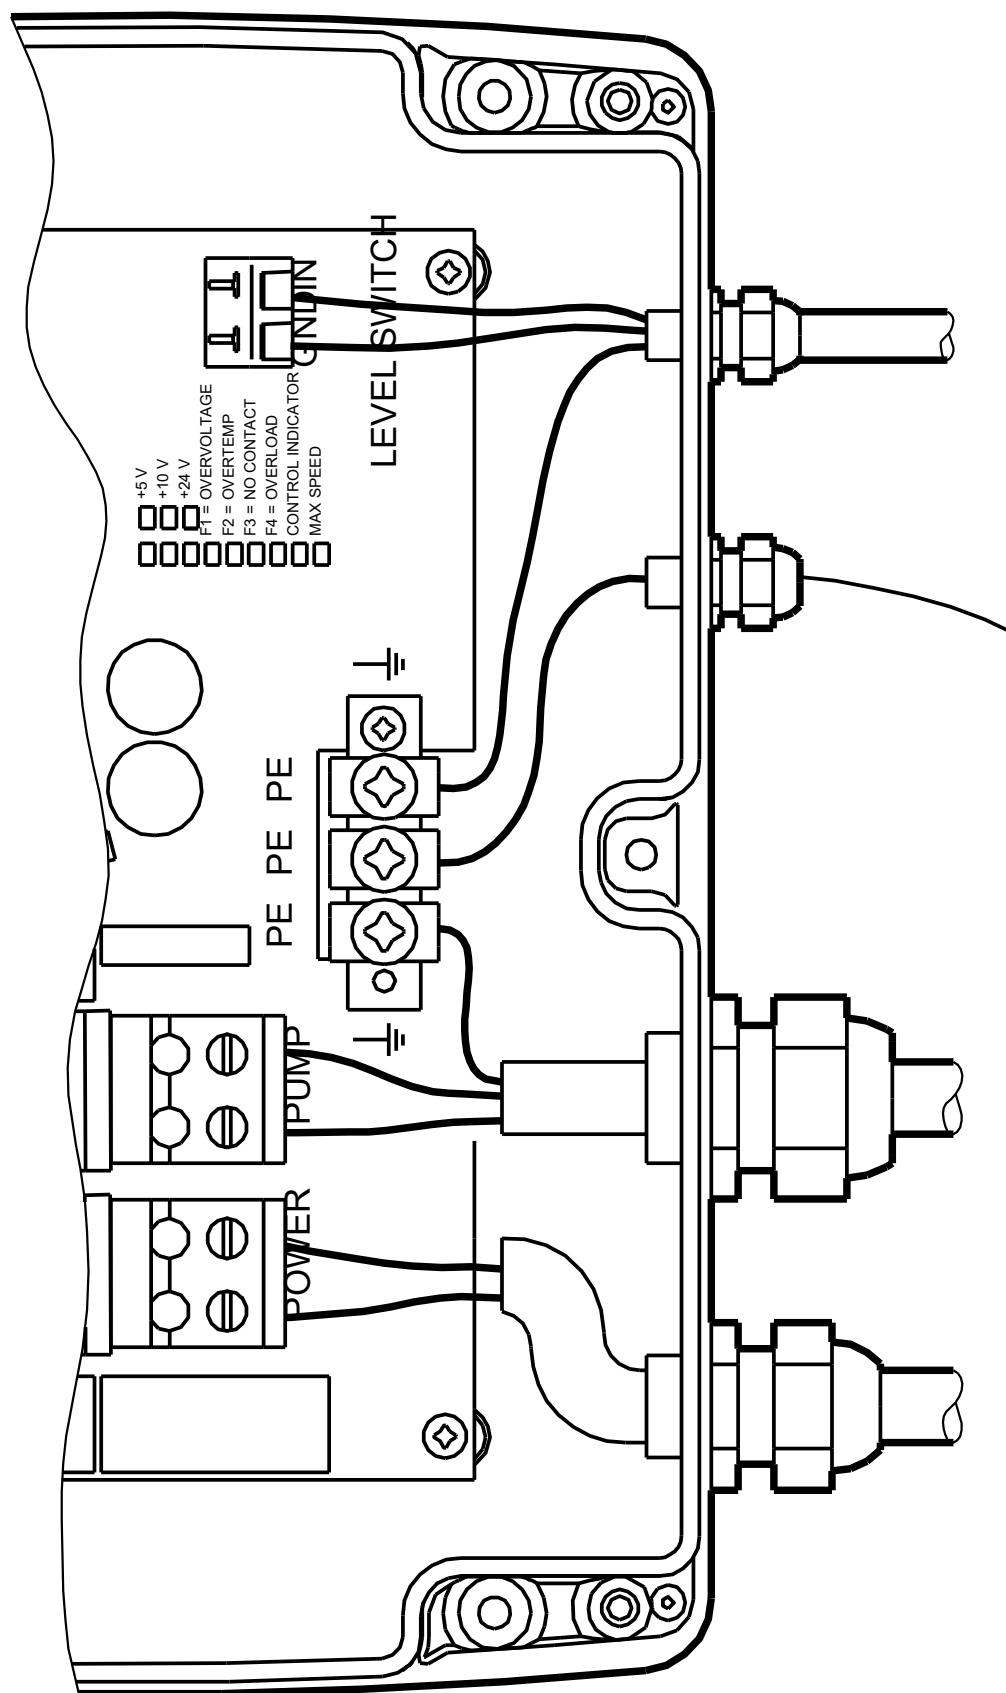 GND IN
LEVEL SWITCH
+5 V
+10 V
+24 V
F1 = OVERVOLTAGE
F2 = OVERTEMP
F3 = NO CONTACT
F4 = OVERLOAD
CONTROL INDICATOR
MAX SPEED
PE PE PE
PUMP
POWER